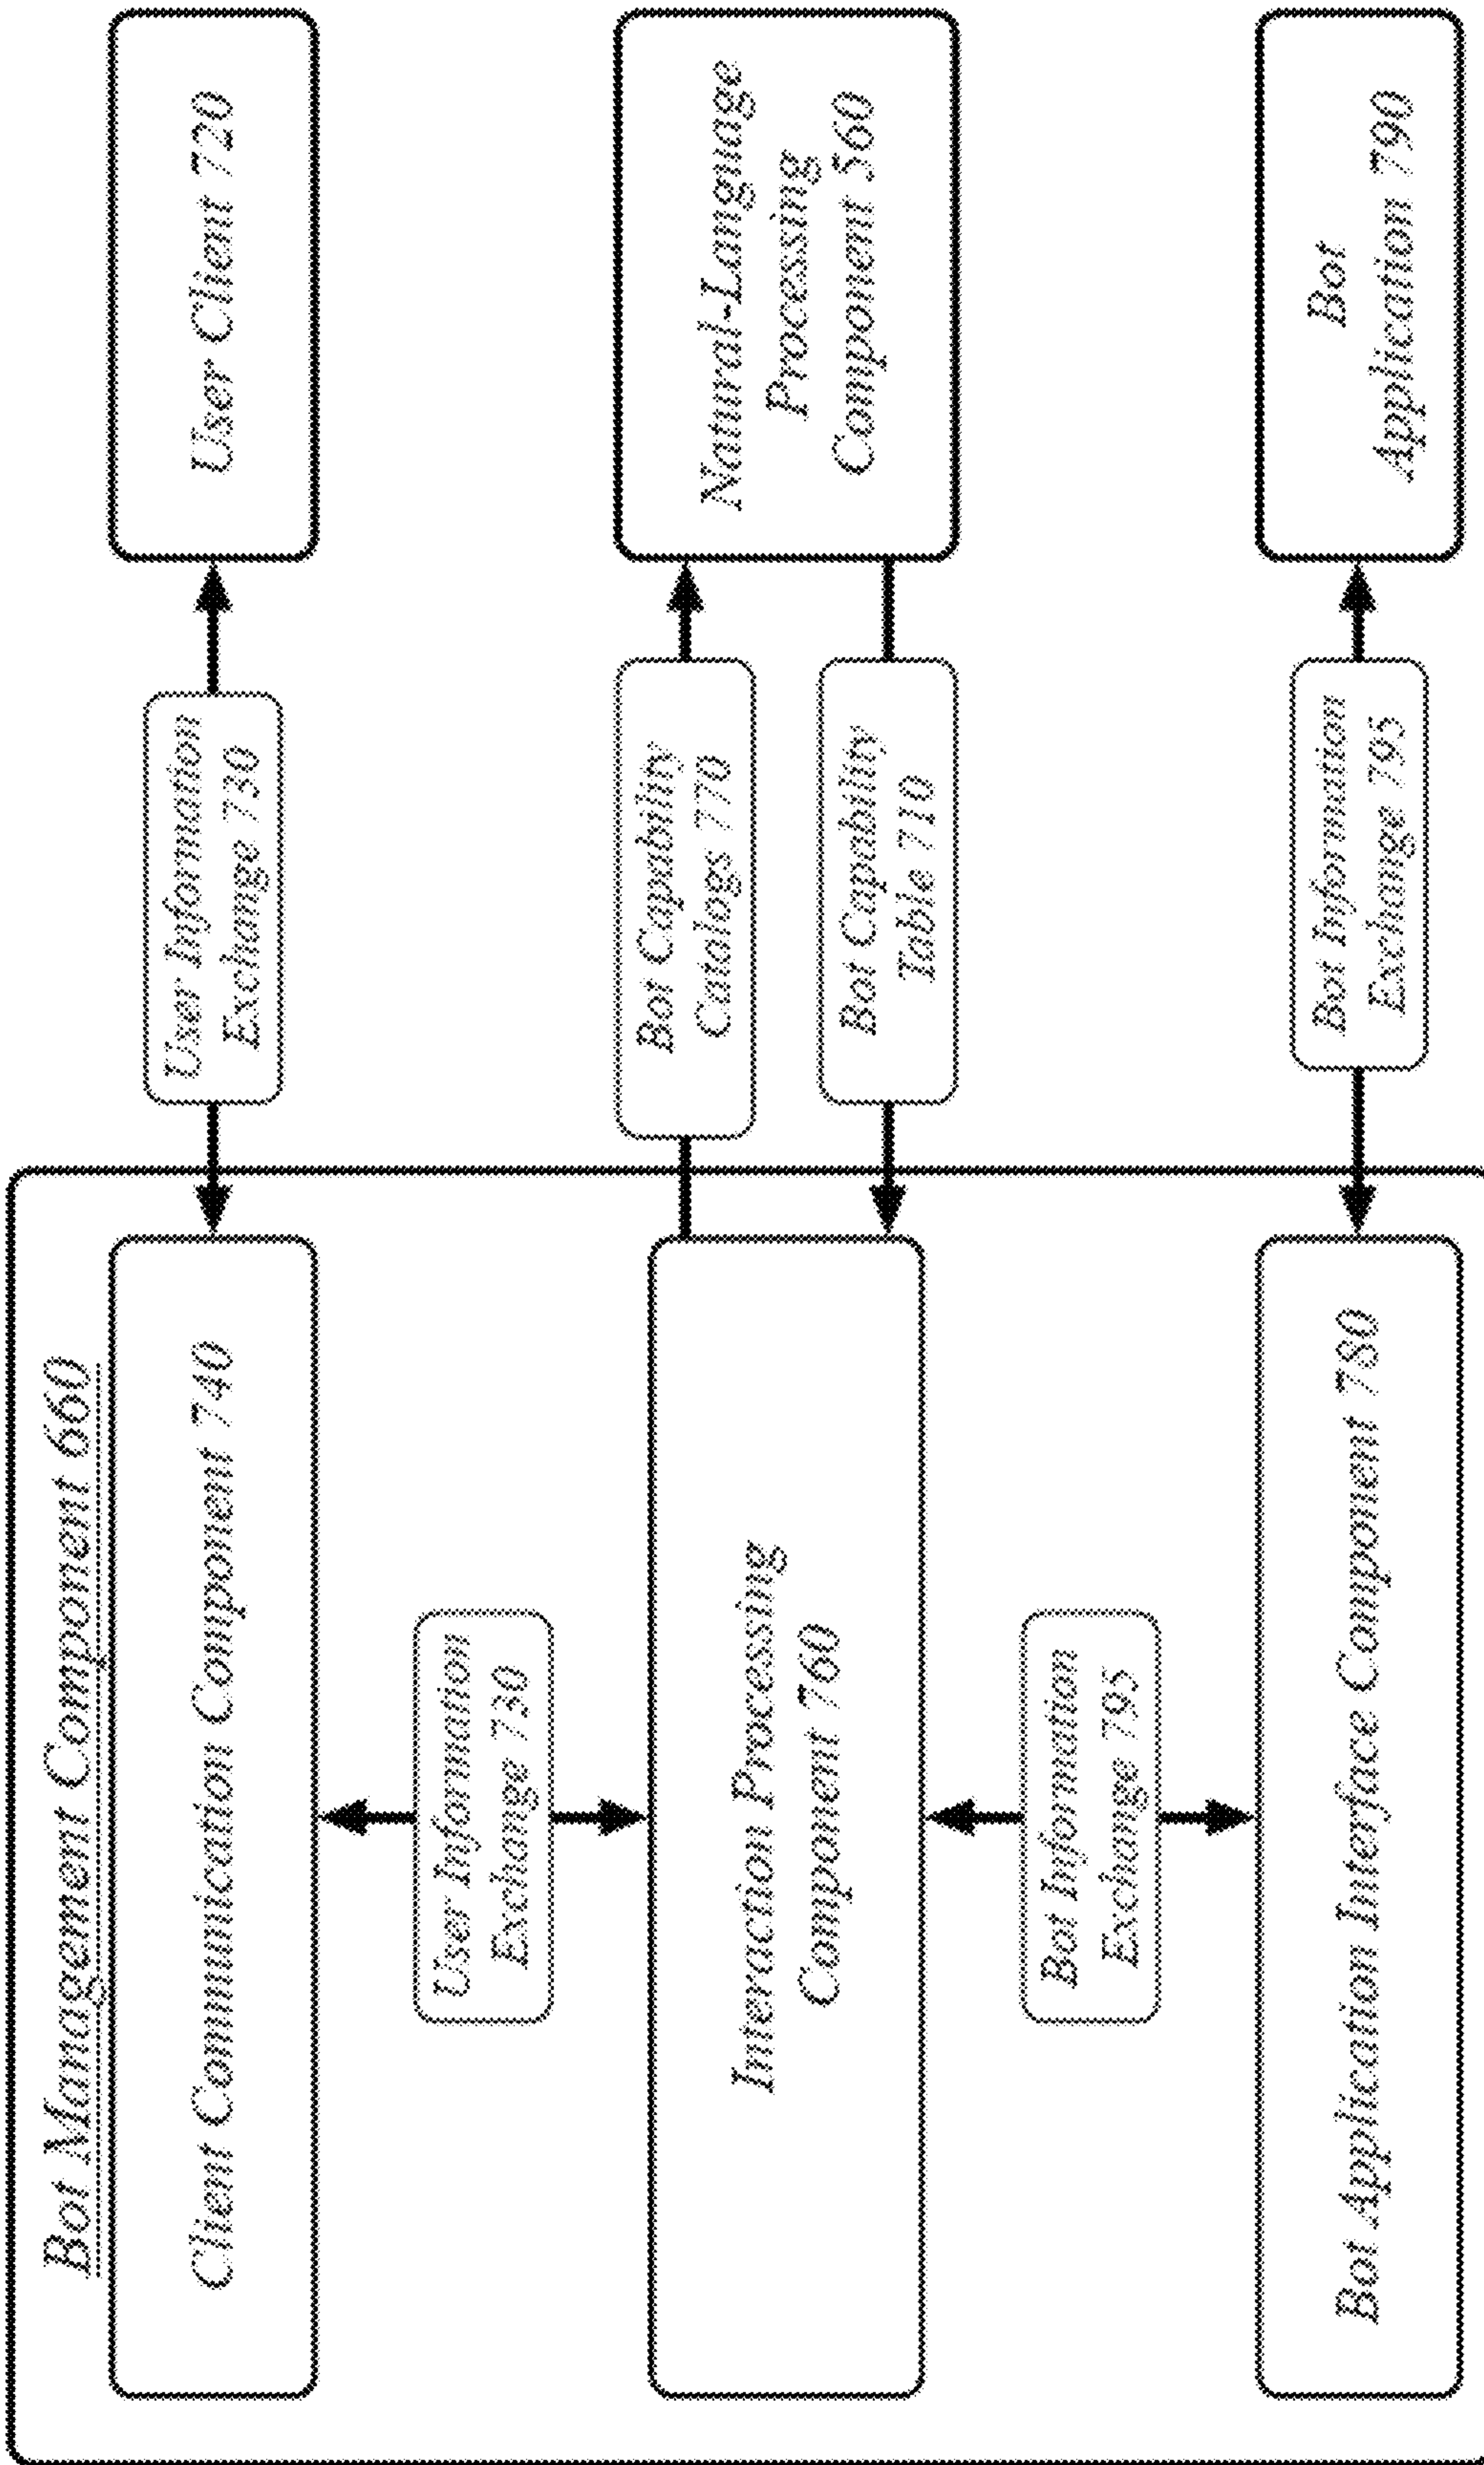 Bot Management Component 660
Client Communication Component 740
User Information
Exchange 730
User Client 720
User Information
Exchange 730
Interaction Processing
Component 760
Bot Capability
Catalogs 770
Natural-Language
Processing
Component 560
Bot Capability
Table 710
Bot Information
Exchange 795
Bot Application Interface Component 780
Bot Information
Exchange 795
Bot
Application 790